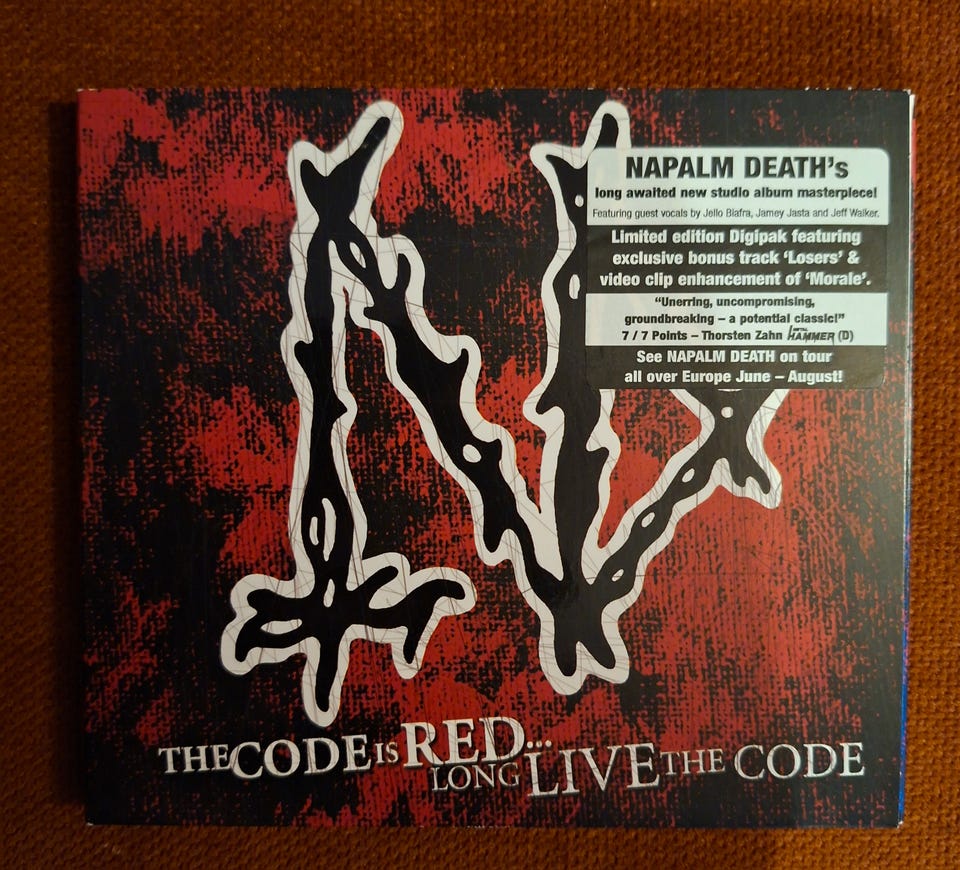 NAPALM DEATH's
long awaited new studio album masterpiece!
Featuring guest vocals by Jello Biafra, Jamey Jasta and Jeff Walker.
Limited edition Digipak featuring
exclusive bonus track ‘Losers’ &
video clip enhancement of ‘Morale’.
“Unerring, uncompromising,
groundbreaking – a potential classic!”
7 / 7 Points – Thorsten Zahn METAL HAMMER (D)
See NAPALM DEATH on tour
all over Europe June – August!
THE CODE IS RED...
LONG LIVE THE CODE